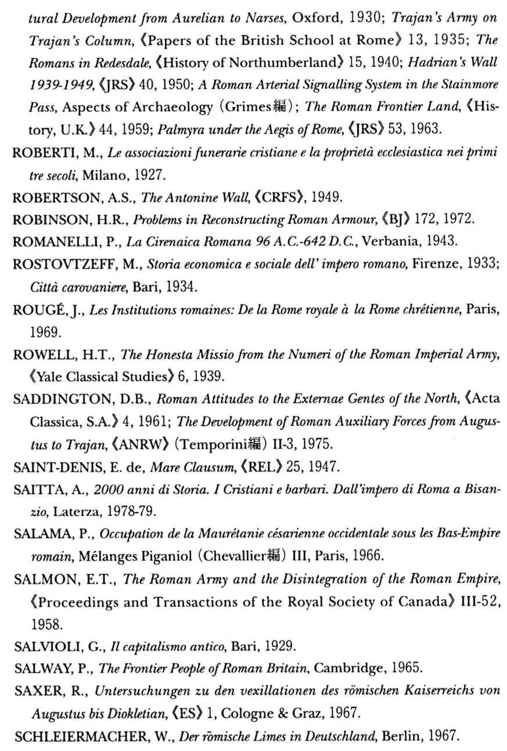 tural Development from Aurelian to Narses, Oxford, 1930; Trajan's Army on
Trajan's Column, 《Papers of the British School at Rome》 13, 1935; The
Romans in Redesdale, 《History of Northumberland》 15, 1940; Hadrian's Wall
1939-1949, 《JRS》 40, 1950; A Roman Arterial Signalling System in the Stainmore
Pass, Aspects of Archaeology (Grimes編); The Roman Frontier Land, 《His-
tory, U.K.》 44, 1959; Palmyra under the Aegis of Rome, 《JRS》 53, 1963.
ROBERTI, M., Le associazioni funerarie cristiane e la proprietà ecclesiastica nei primi
tre secoli, Milano, 1927.
ROBERTSON, A.S., The Antonine Wall, 《CRFS》, 1949.
ROBINSON, H.R., Problems in Reconstructing Roman Armour, 《BJ》 172, 1972.
ROMANELLI, P., La Cirenaica Romana 96 A.C.-642 D.C., Verbania, 1943.
ROSTOVTZEFF, M., Storia economica e sociale dell' impero romano, Firenze, 1933;
Città carovaniere, Bari, 1934.
ROUGÉ, J., Les Institutions romaines: De la Rome royale à la Rome chrétienne, Paris,
1969.
ROWELL, H.T., The Honesta Missio from the Numeri of the Roman Imperial Army,
《Yale Classical Studies》 6, 1939.
SADDINGTON, D.B., Roman Attitudes to the Externae Gentes of the North, 《Acta
Classica, S.A.》 4, 1961; The Development of Roman Auxiliary Forces from Augus-
tus to Trajan, 《ANRW》 (Temporini編) II-3, 1975.
SAINT-DENIS, E. de, Mare Clausum, 《REL》 25, 1947.
SAITTA, A., 2000 anni di Storia. I Cristiani e barbari. Dall'impero di Roma a Bisan-
zio, Laterza, 1978-79.
SALAMA, P., Occupation de la Maurétanie césarienne occidentale sous les Bas-Empire
romain, Mélanges Piganiol (Chevallier編) III, Paris, 1966.
SALMON, E.T., The Roman Army and the Disintegration of the Roman Empire,
《Proceedings and Transactions of the Royal Society of Canada》 III-52,
1958.
SALVIOLI, G., Il capitalismo antico, Bari, 1929.
SALWAY, P., The Frontier People of Roman Britain, Cambridge, 1965.
SAXER, R., Untersuchungen zu den vexillationen des römischen Kaiserreichs von
Augustus bis Diokletian, 《ES》 1, Cologne & Graz, 1967.
SCHLEIERMACHER, W., Der römische Limes in Deutschland, Berlin, 1967.